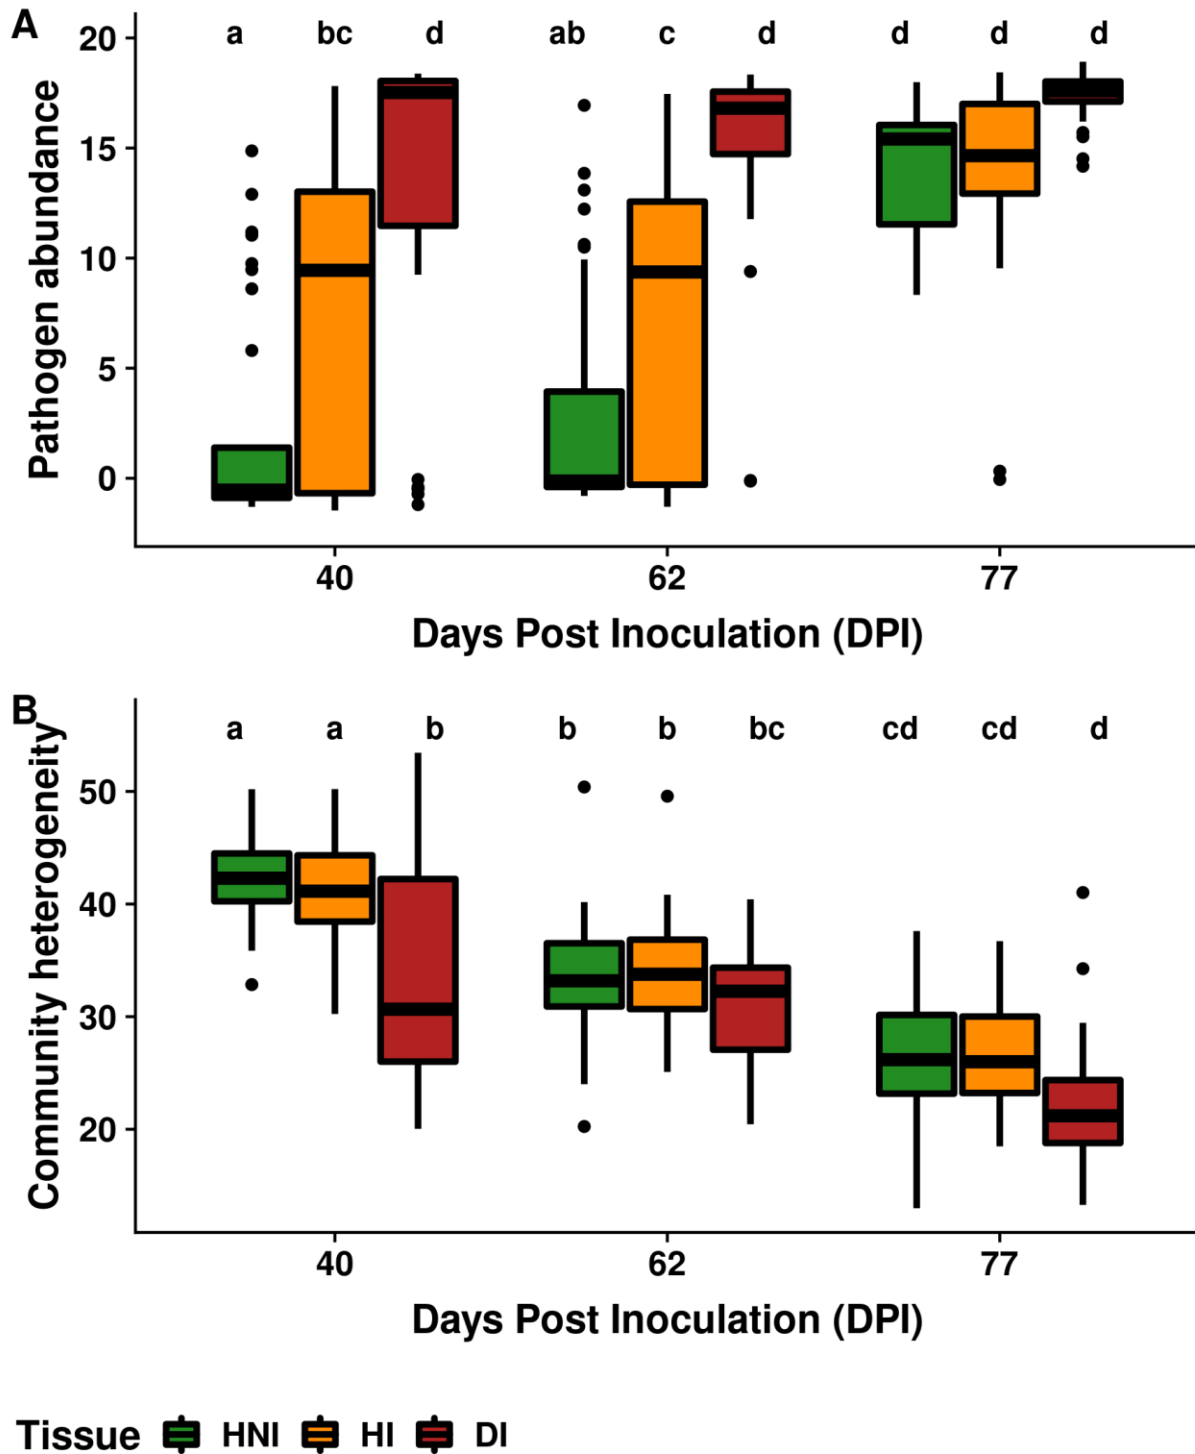 A
a bc d ab c d d d d
20
15
10
5
0
Pathogen abundance
40 62 77
Days Post Inoculation (DPI)
B
a a b b b bc cd cd d
50
40
30
20
Community heterogeneity
40 62 77
Days Post Inoculation (DPI)
Tissue HNI HI DI